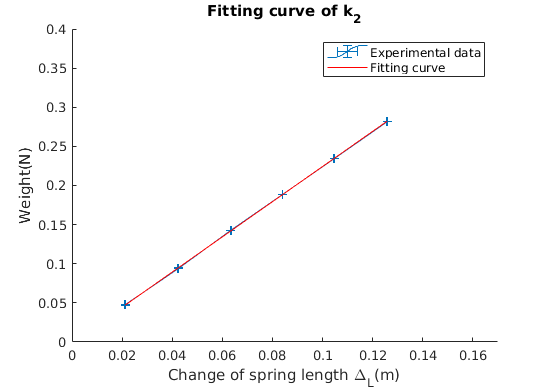 Fitting curve of k2
0.4
0.35
0.3
0.25
0.2
0.15
0.1
0.05
0
Weight(N)
Experimental data
Fitting curve
0 0.02 0.04 0.06 0.08 0.1 0.12 0.14 0.16
Change of spring length ΔL(m)